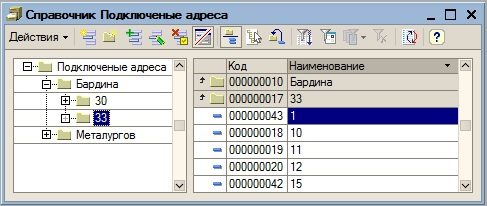 Справочник Подключеные адреса
Действия
Подключеные адреса
Бардина
30
33
Металургов
Код Наименование
000000010 Бардина
000000017 33
000000043 1
000000018 10
000000019 11
000000020 12
000000042 15